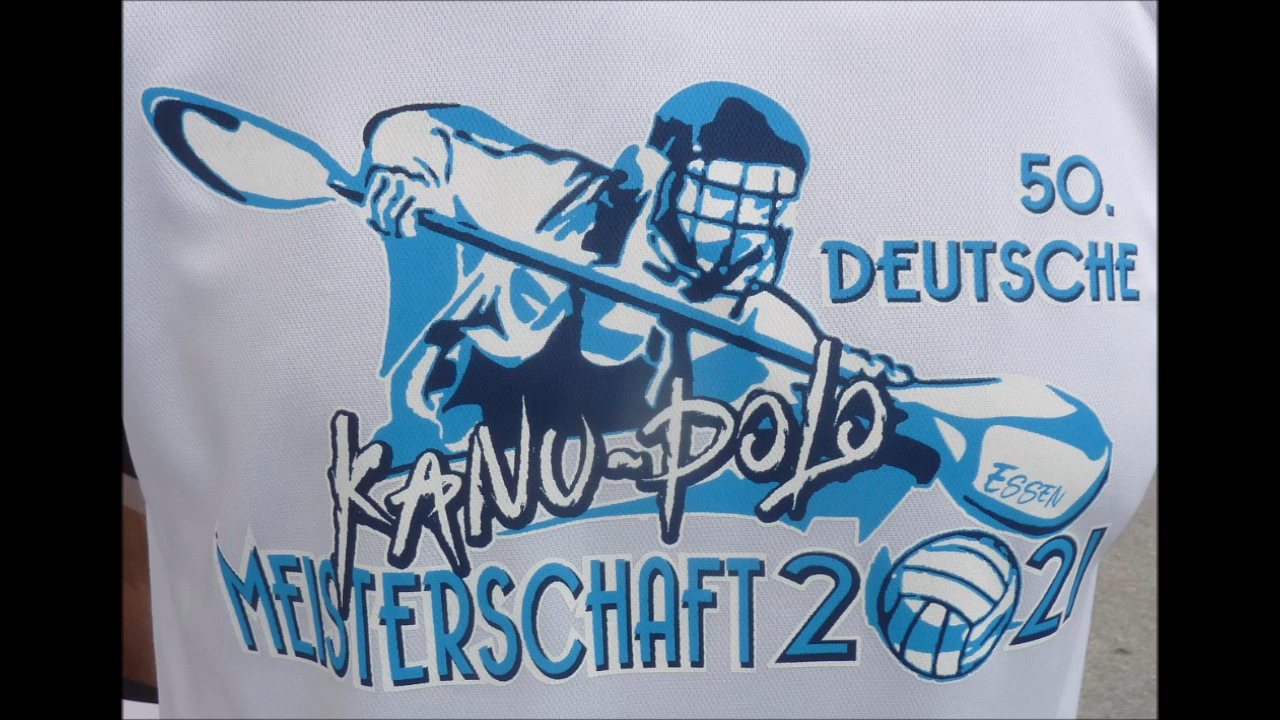 50.
DEUTSCHE
KANU-POLO
ESSEN
MEISTERSCHAFT 2021